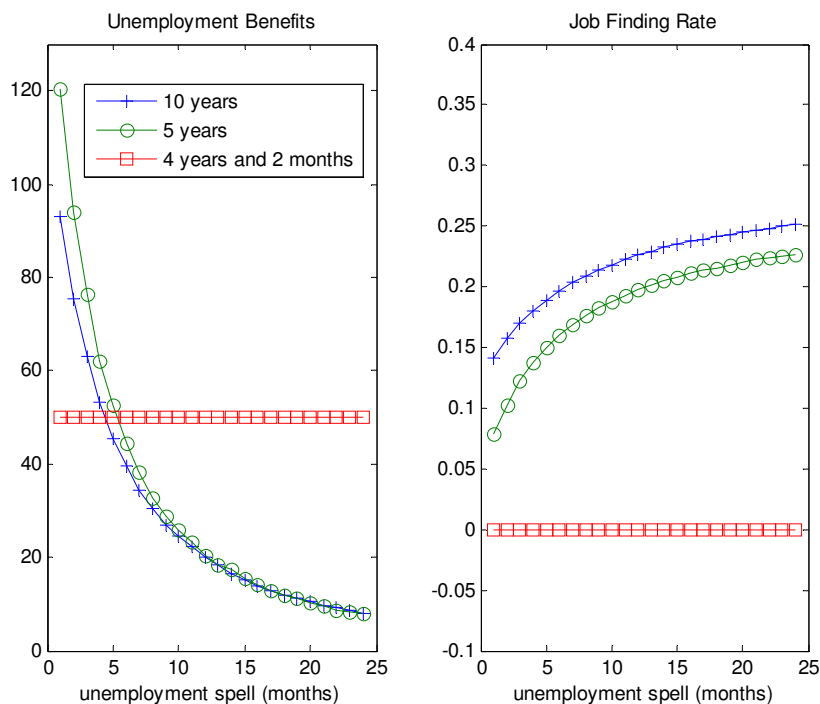 Unemployment Benefits
120
100
80
60
40
20
0
10 years
5 years
4 years and 2 months
0 5 10 15 20 25
unemployment spell (months)
Job Finding Rate
0.4
0.35
0.3
0.25
0.2
0.15
0.1
0.05
0
-0.05
-0.1
0 5 10 15 20 25
unemployment spell (months)